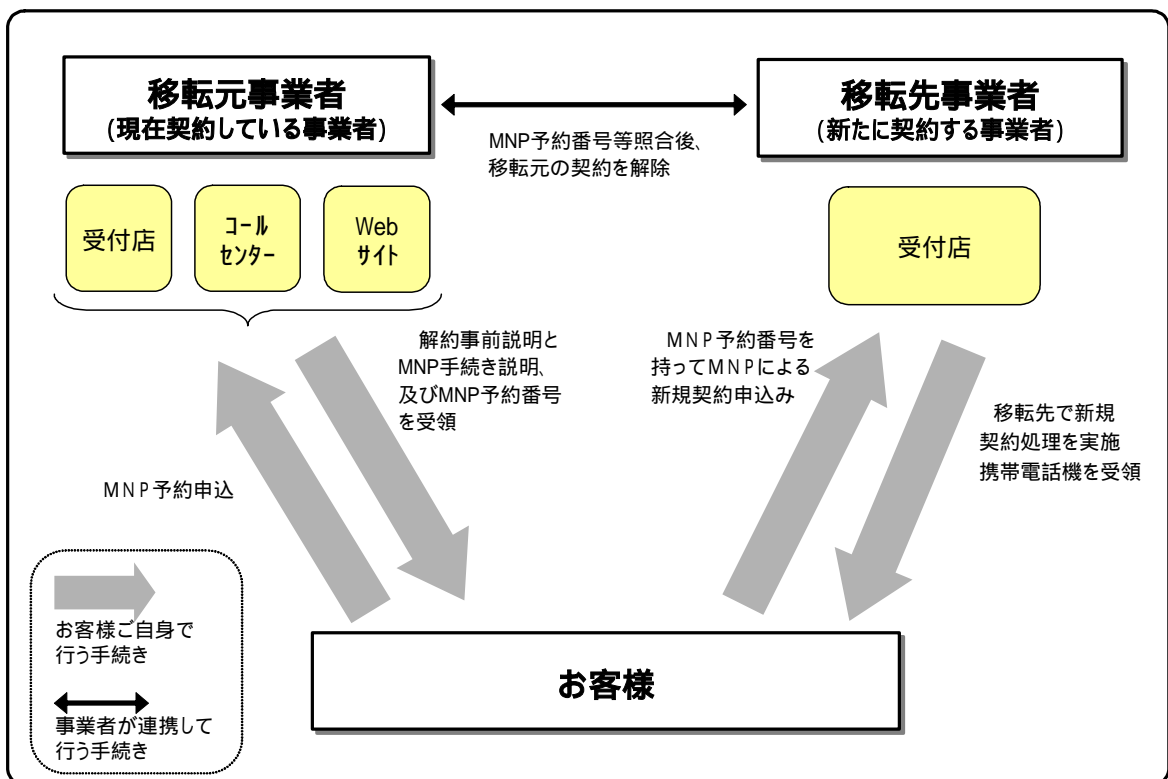 移転元事業者
(現在契約している事業者)
移転先事業者
(新たに契約する事業者)
MNP予約番号等照合後、
移転元の契約を解除
受付店
コール
センター
Web
サイト
受付店
解約事前説明と
MNP手続き説明、
及びMNP予約番号
を受領
MNP予約番号を
持ってMNPによる
新規契約申込み
移転先で新規
契約処理を実施
携帯電話機を受領
MNP予約申込
お客様ご自身で
行う手続き
事業者が連携して
行う手続き
お客様